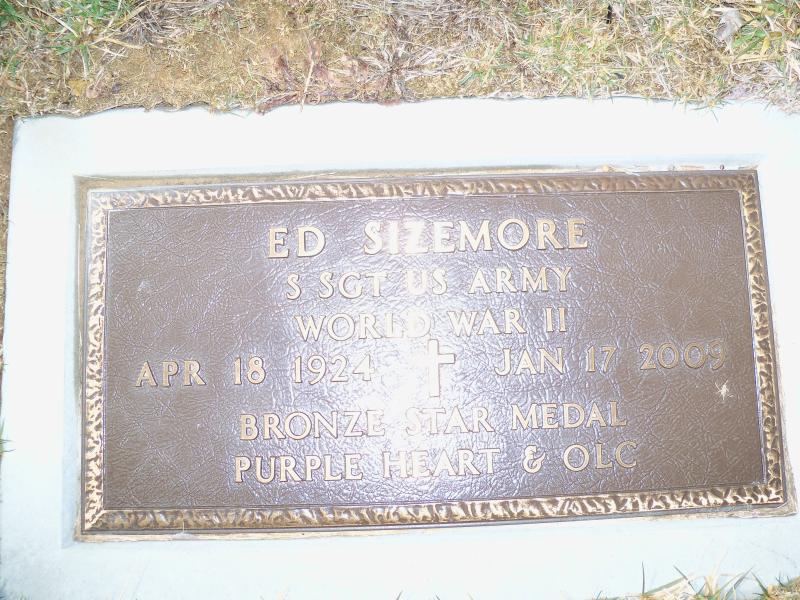 ED SIZEMORE
S SGT US ARMY
WORLD WAR II
APR 18 1924 JAN 17 2009
BRONZE STAR MEDAL
PURPLE HEART & OLC